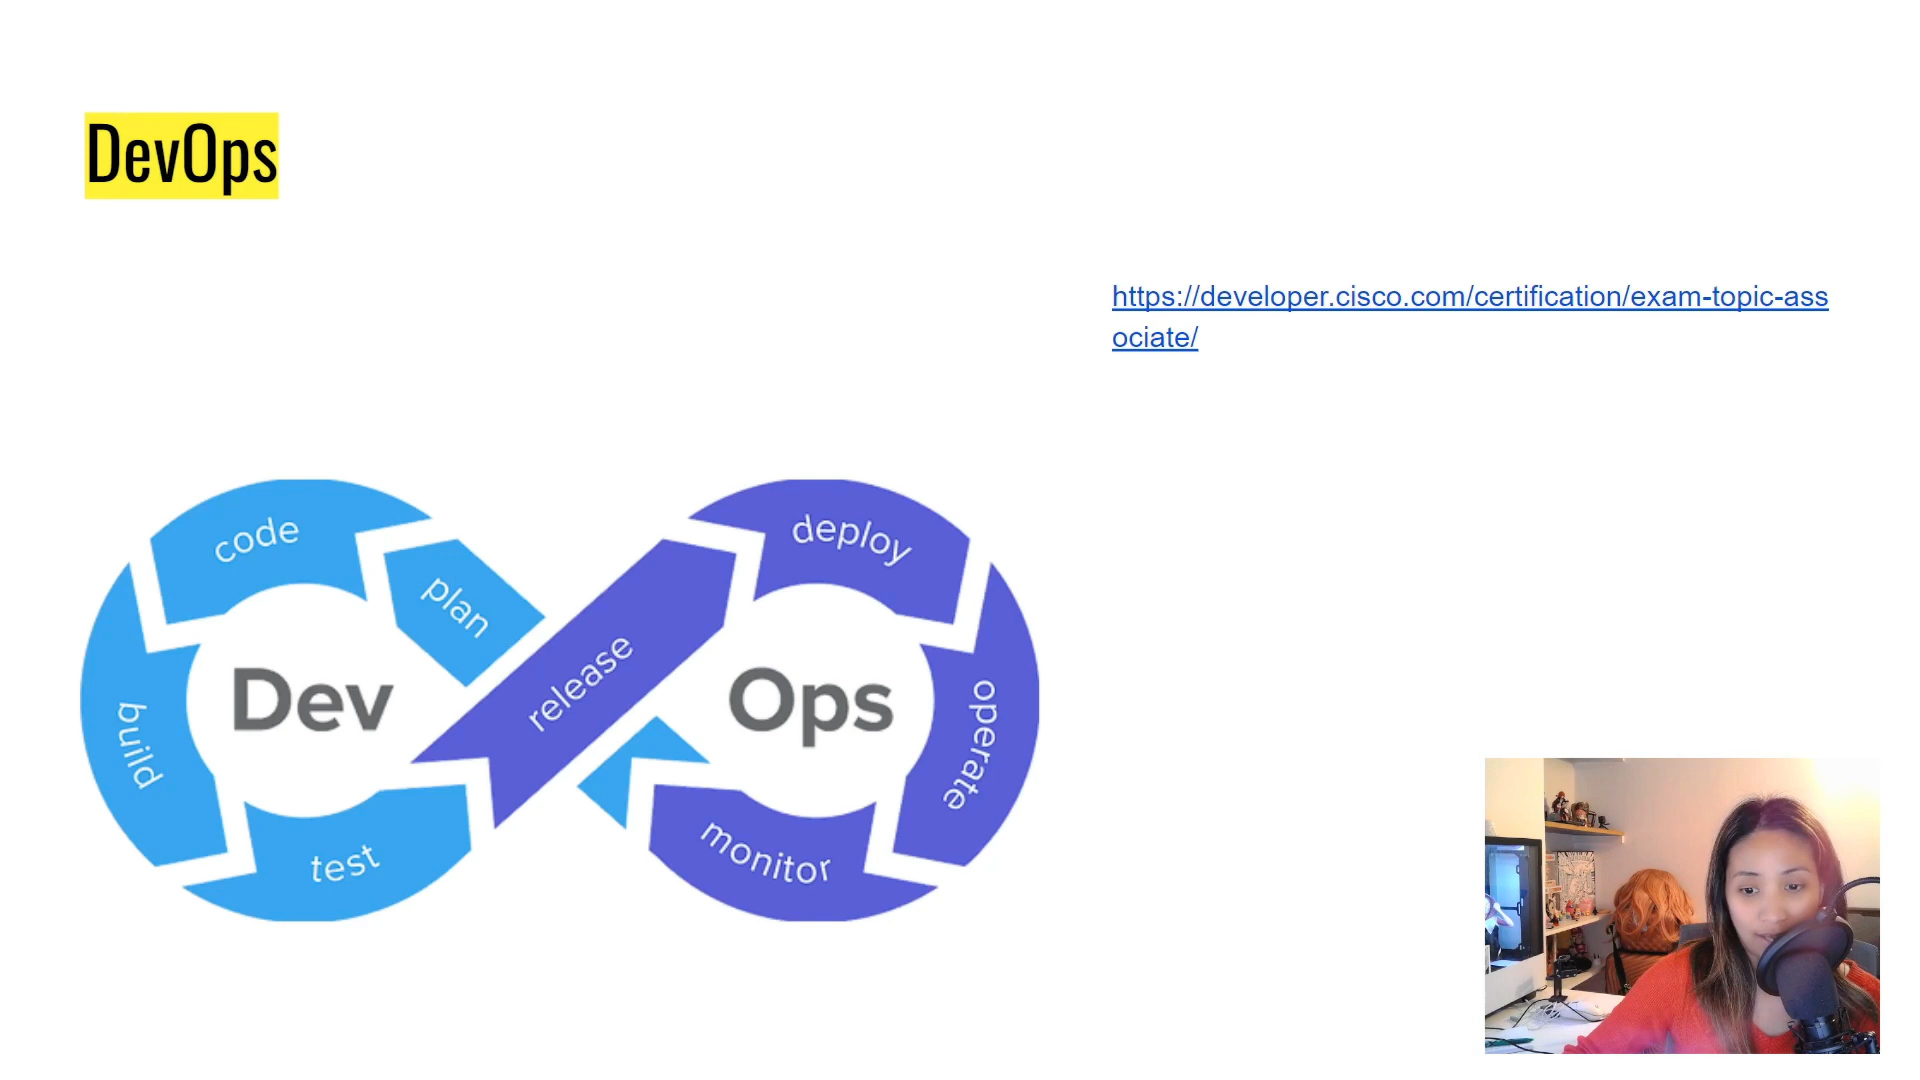 DevOps
https://developer.cisco.com/certification/exam-topic-ass
ociate/
code
plan
build
Dev
test
release
deploy
Ops
operate
monitor